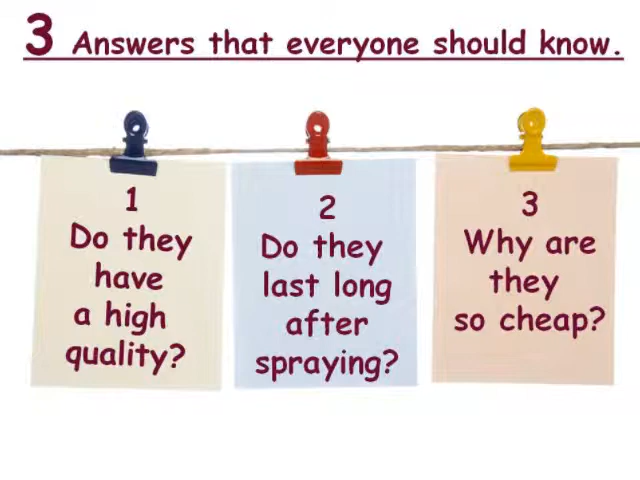 3 Answers that everyone should know.
1
Do they
have
a high
quality?
2
Do they
last long
after
spraying?
3
Why are
they
so cheap?